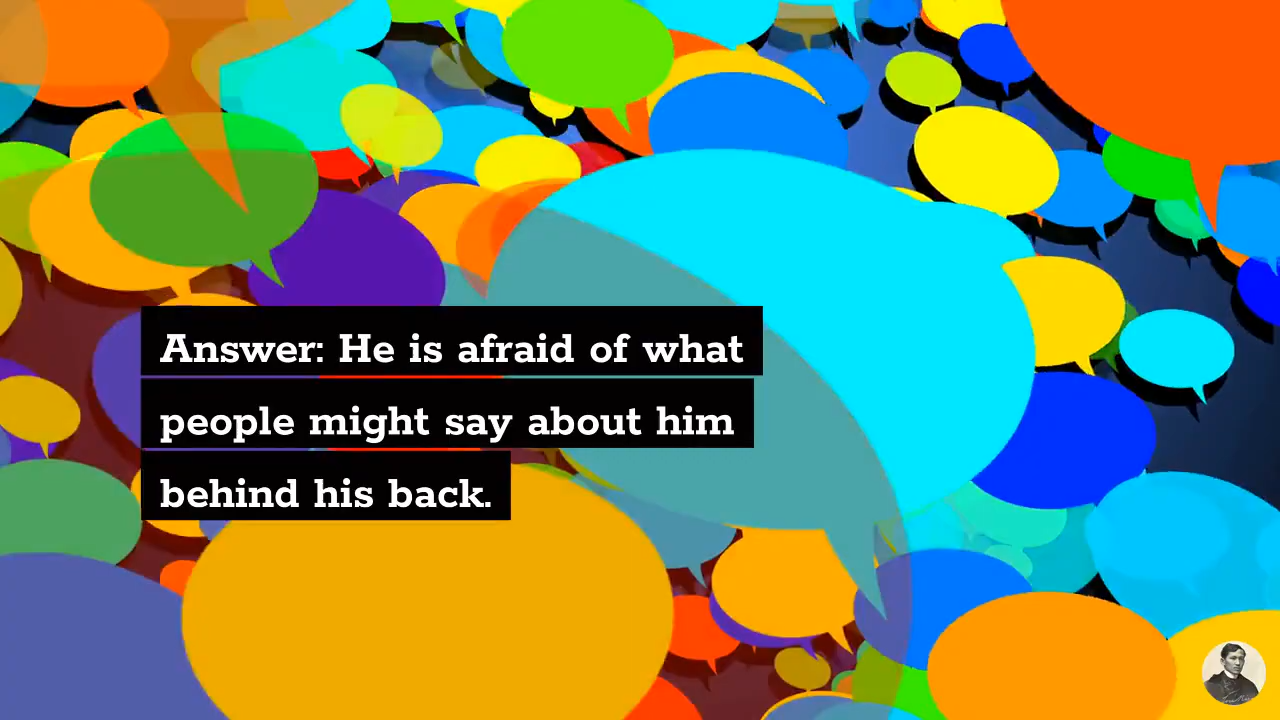 Answer: He is afraid of what
people might say about him
behind his back.